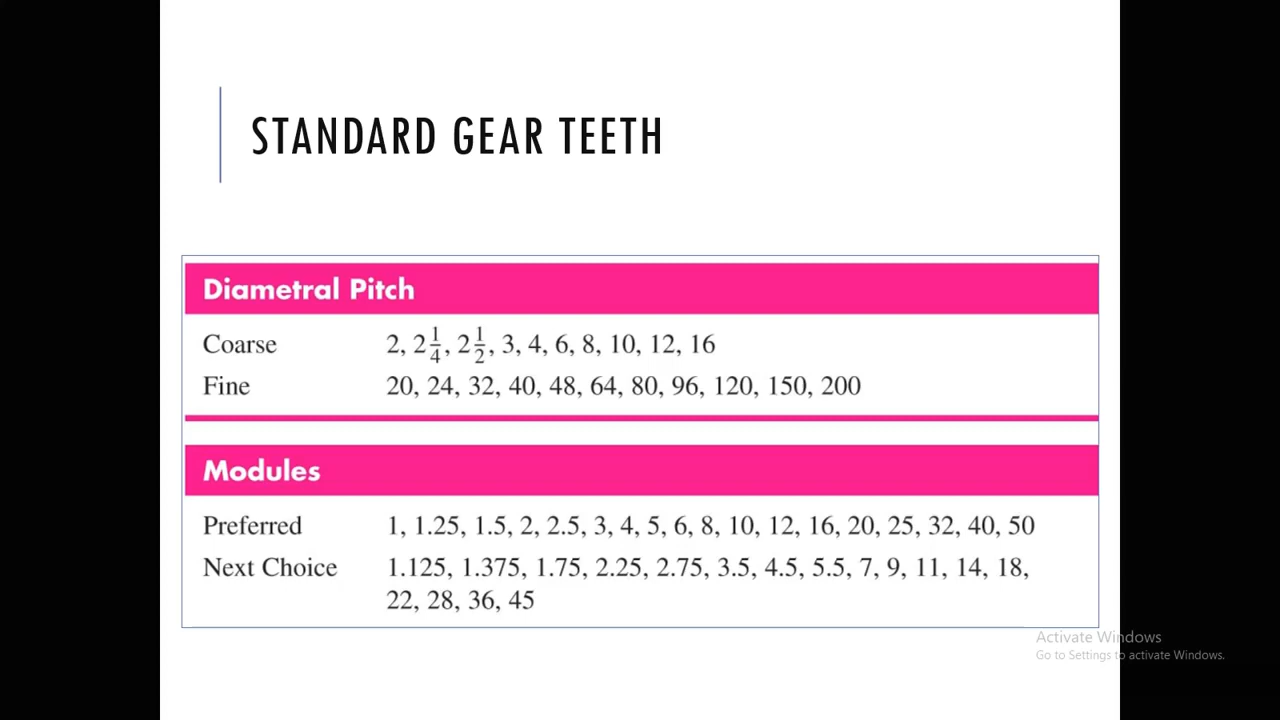 STANDARD GEAR TEETH
Diametral Pitch
Coarse 2, 2 1/4, 2 1/2, 3, 4, 6, 8, 10, 12, 16
Fine 20, 24, 32, 40, 48, 64, 80, 96, 120, 150, 200
Modules
Preferred 1, 1.25, 1.5, 2, 2.5, 3, 4, 5, 6, 8, 10, 12, 16, 20, 25, 32, 40, 50
Next Choice 1.125, 1.375, 1.75, 2.25, 2.75, 3.5, 4.5, 5.5, 7, 9, 11, 14, 18,
22, 28, 36, 45
Activate Windows
Go to Settings to activate Windows.